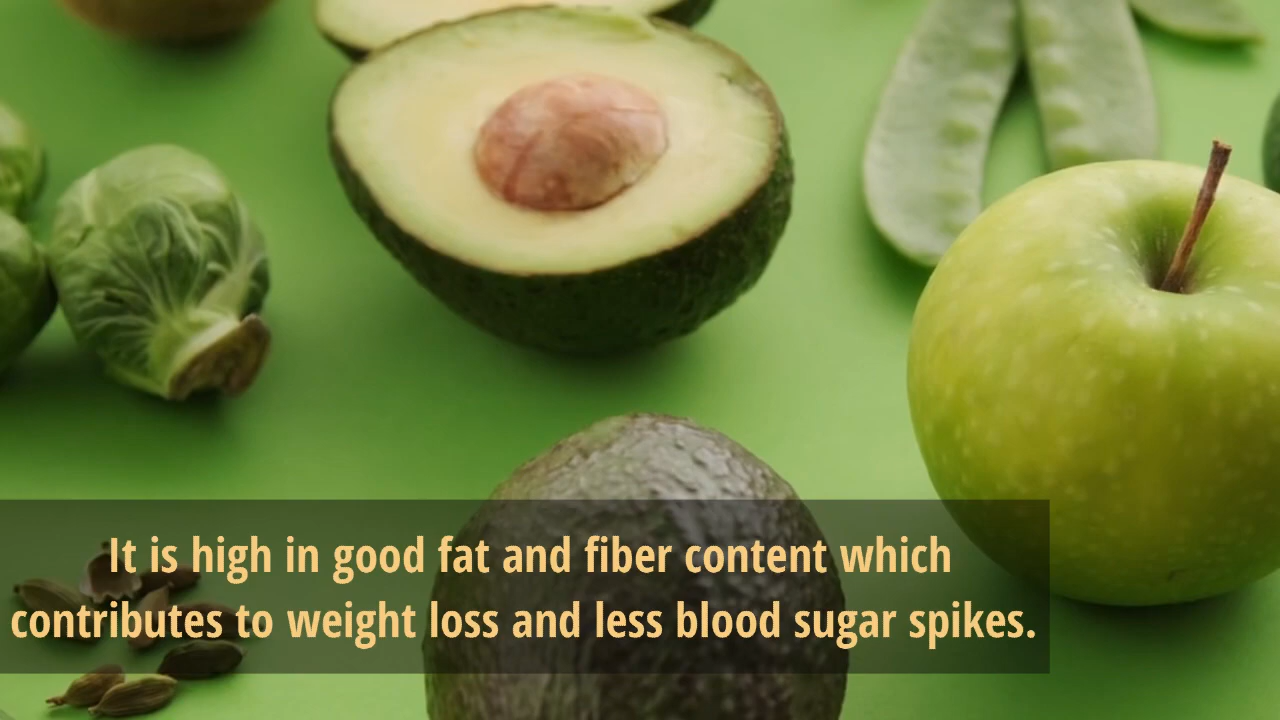 It is high in good fat and fiber content which
contributes to weight loss and less blood sugar spikes.